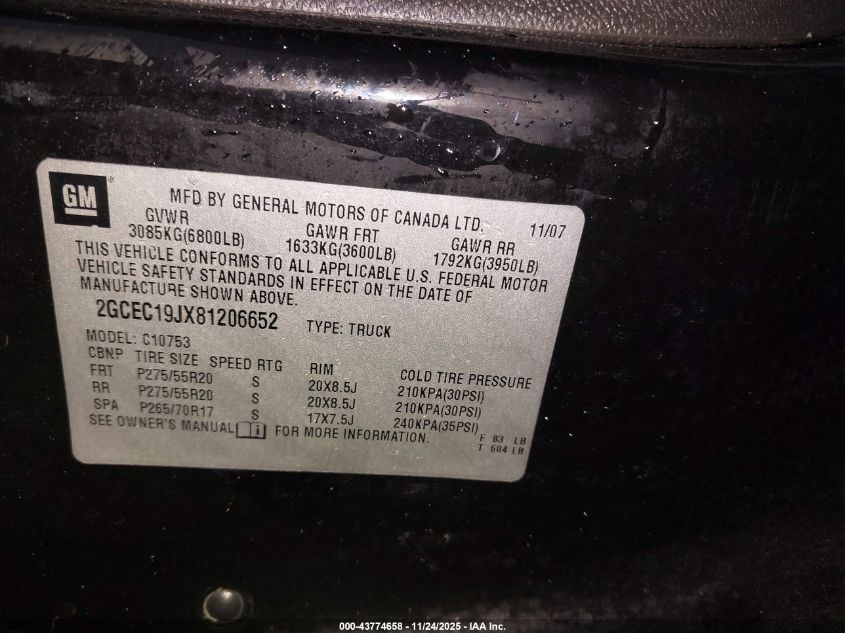 GM®
MFD BY GENERAL MOTORS OF CANADA LTD. 11/07
GVWR GAWR FRT GAWR RR
3085KG(6800LB) 1633KG(3600LB) 1792KG(3950LB)
THIS VEHICLE CONFORMS TO ALL APPLICABLE U.S. FEDERAL MOTOR
VEHICLE SAFETY STANDARDS IN EFFECT ON THE DATE OF
MANUFACTURE SHOWN ABOVE.
2GCEC19JX81206652 TYPE: TRUCK
MODEL: C10753
CBNP TIRE SIZE SPEED RTG RIM COLD TIRE PRESSURE
FRT P275/55R20 S 20X8.5J 210KPA(30PSI)
RR P275/55R20 S 20X8.5J 210KPA(30PSI)
SPA P265/70R17 S 17X7.5J 240KPA(35PSI)
SEE OWNER'S MANUAL i FOR MORE INFORMATION.
F 83 LB
T 604 LB
000-43774658 - 11/24/2025 - IAA Inc.